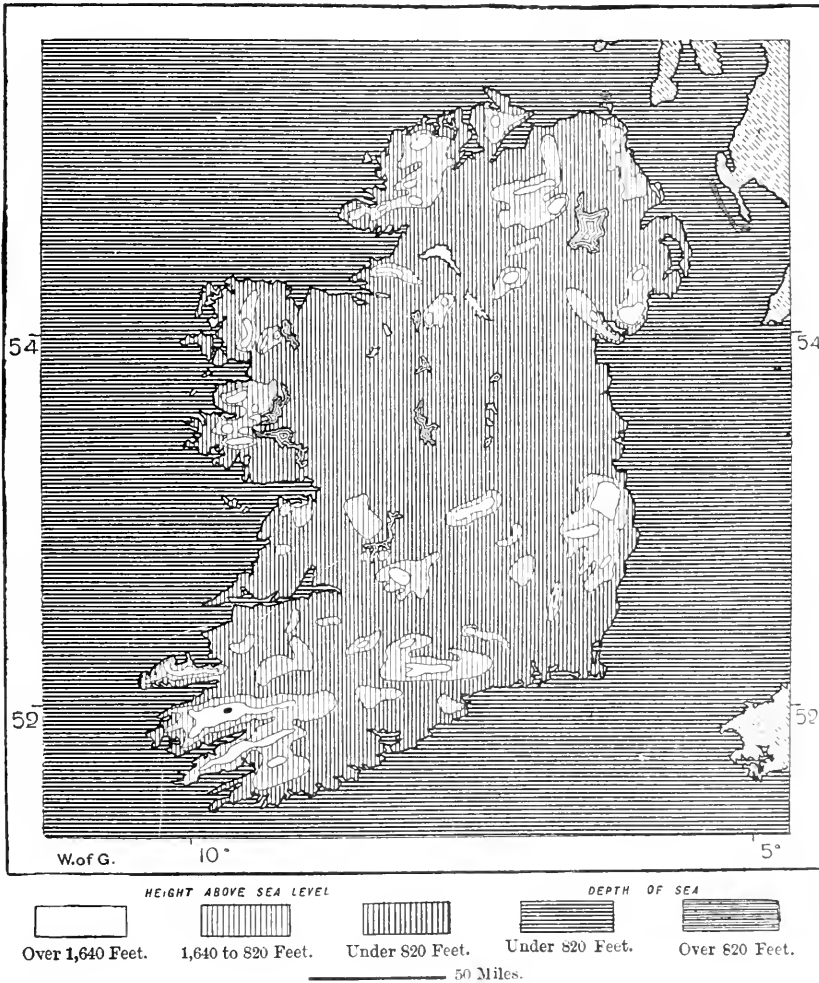 54 54
52 52
W. of G. 10° 5°
HEIGHT ABOVE SEA LEVEL DEPTH OF SEA
Over 1,640 Feet. 1,640 to 820 Feet. Under 820 Feet. Under 820 Feet. Over 820 Feet.
50 Miles.